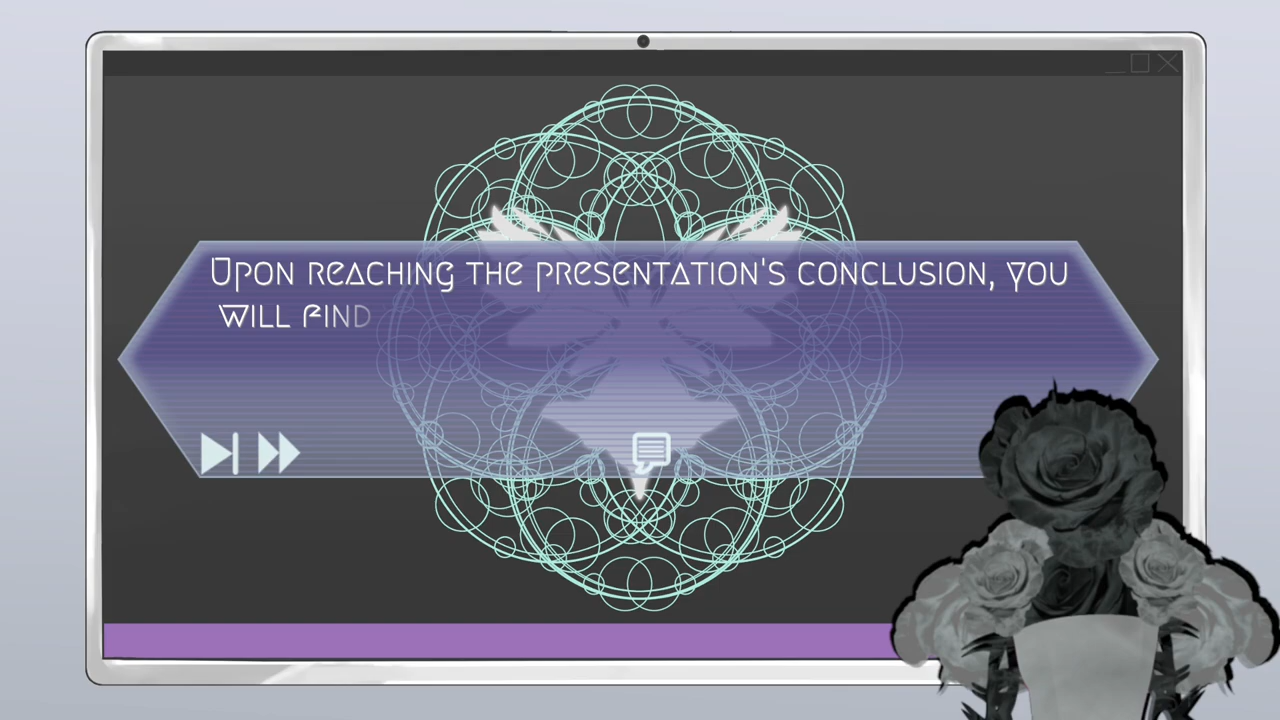 Upon reaching the presentation's conclusion, you
will find